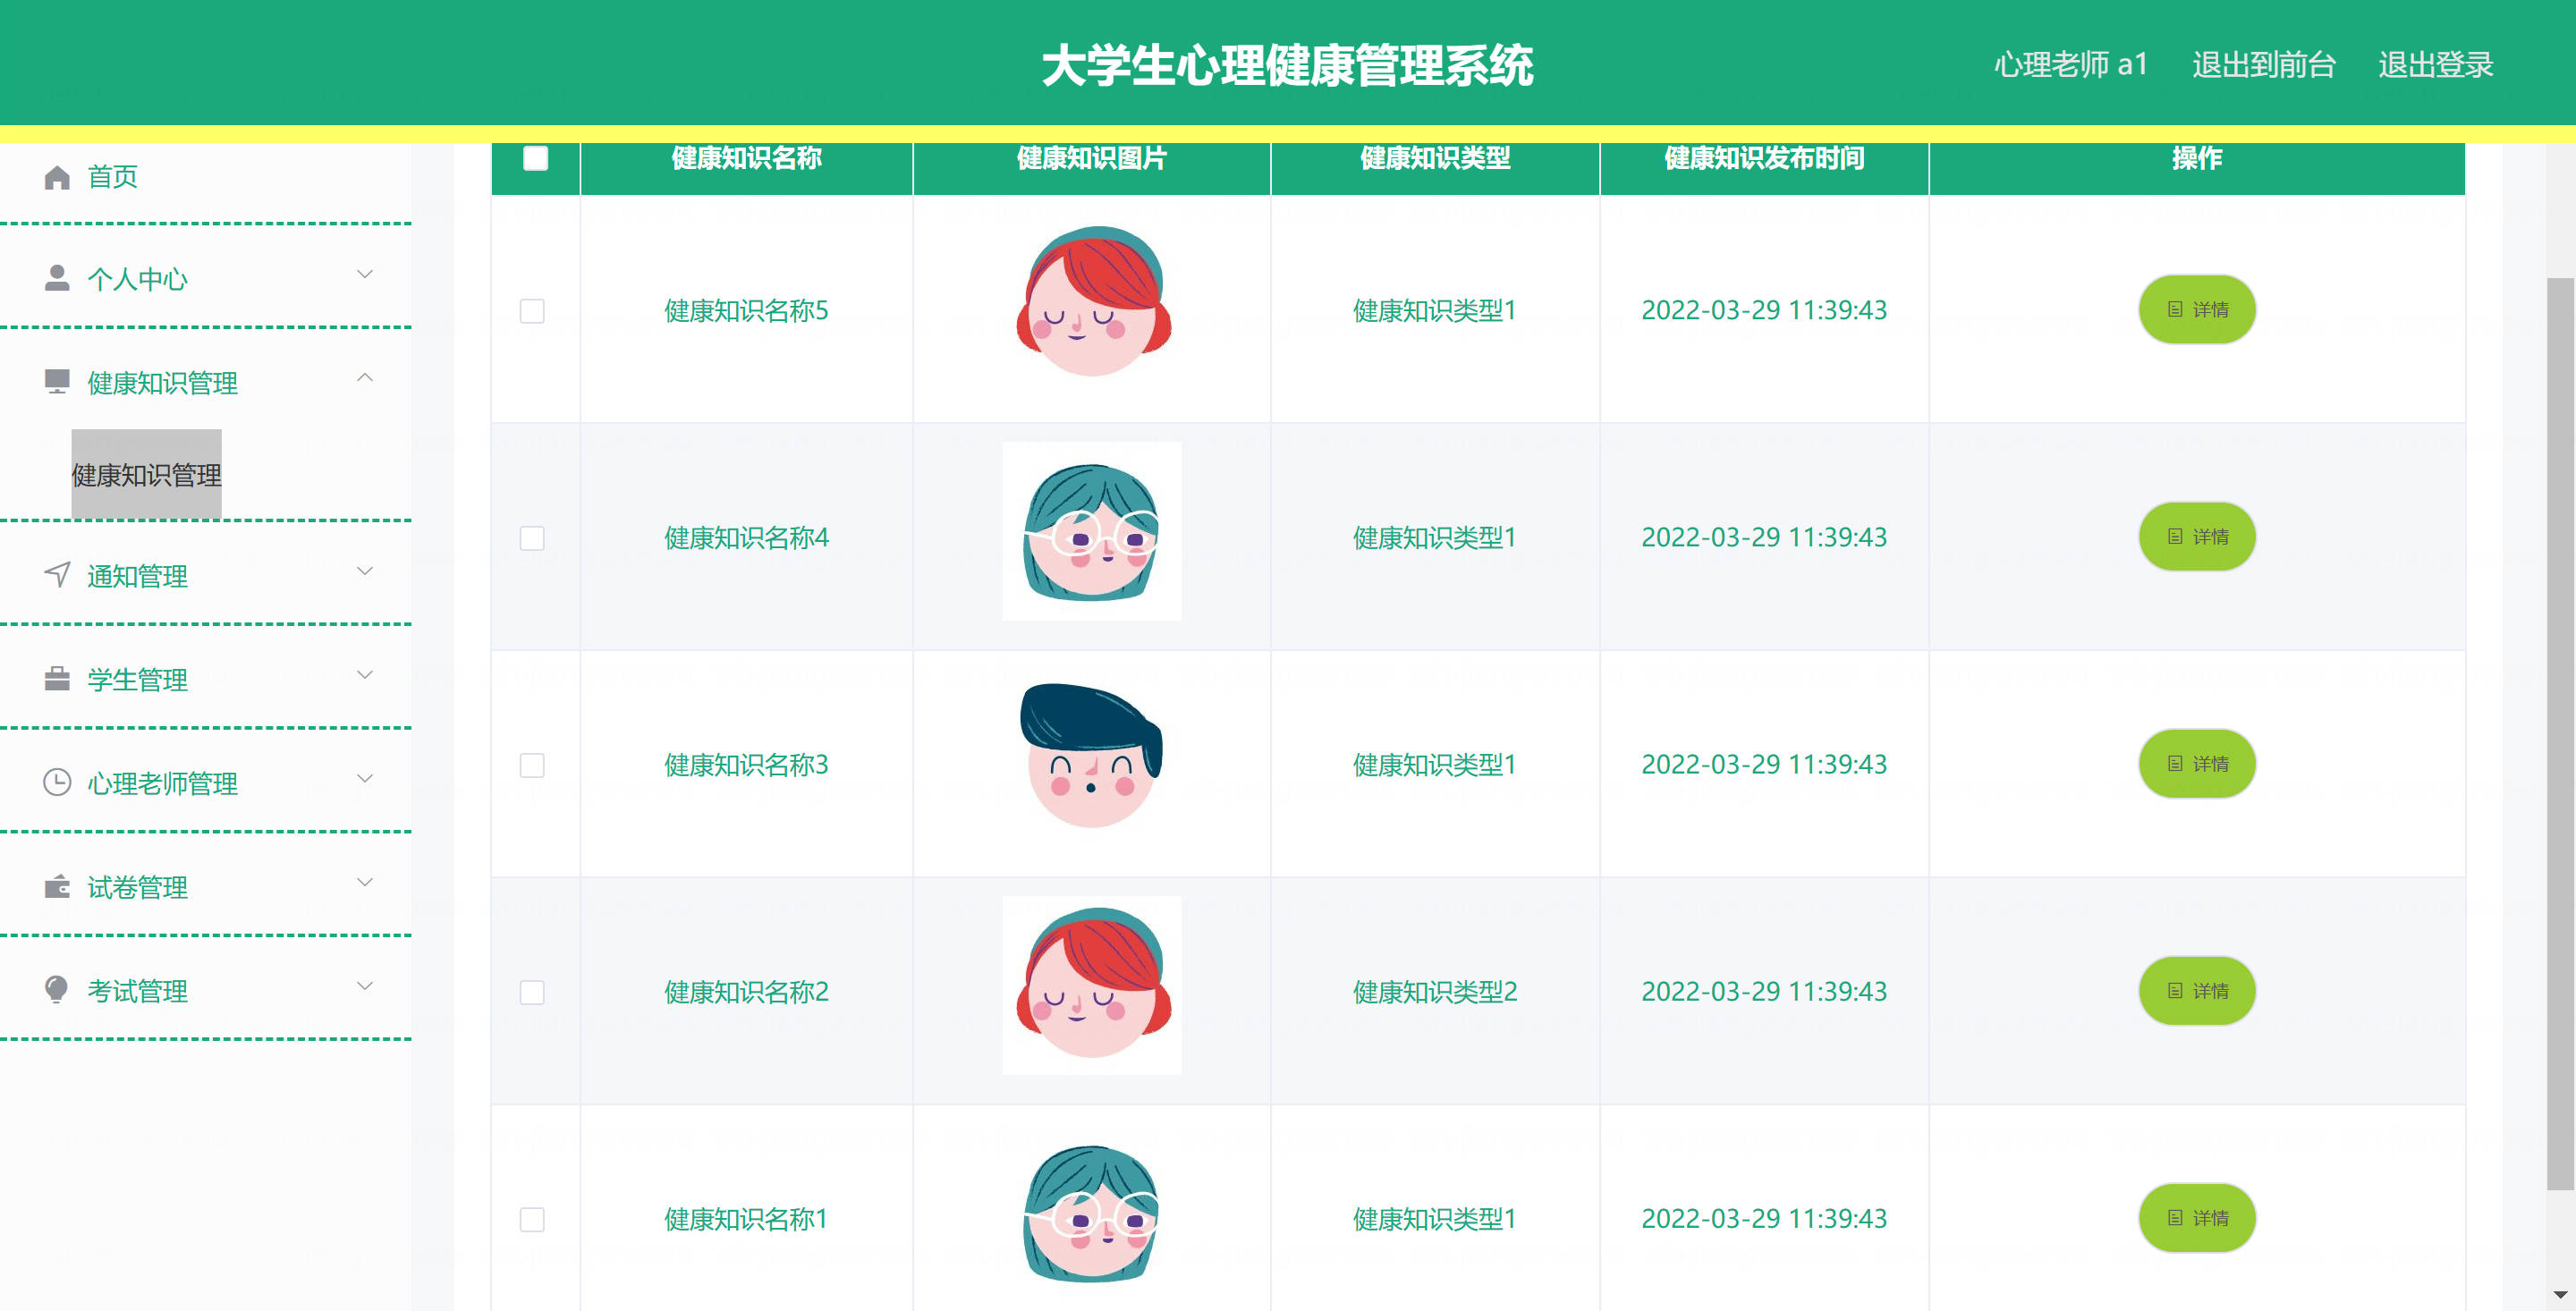 大学生心理健康管理系统
心理老师 a1 退出到前台 退出登录
首页
个人中心
健康知识管理
健康知识管理
通知管理
学生管理
心理老师管理
试卷管理
考试管理
健康知识名称 健康知识图片 健康知识类型 健康知识发布时间 操作
健康知识名称5 健康知识类型1 2022-03-29 11:39:43 详情
健康知识名称4 健康知识类型1 2022-03-29 11:39:43 详情
健康知识名称3 健康知识类型1 2022-03-29 11:39:43 详情
健康知识名称2 健康知识类型2 2022-03-29 11:39:43 详情
健康知识名称1 健康知识类型1 2022-03-29 11:39:43 详情